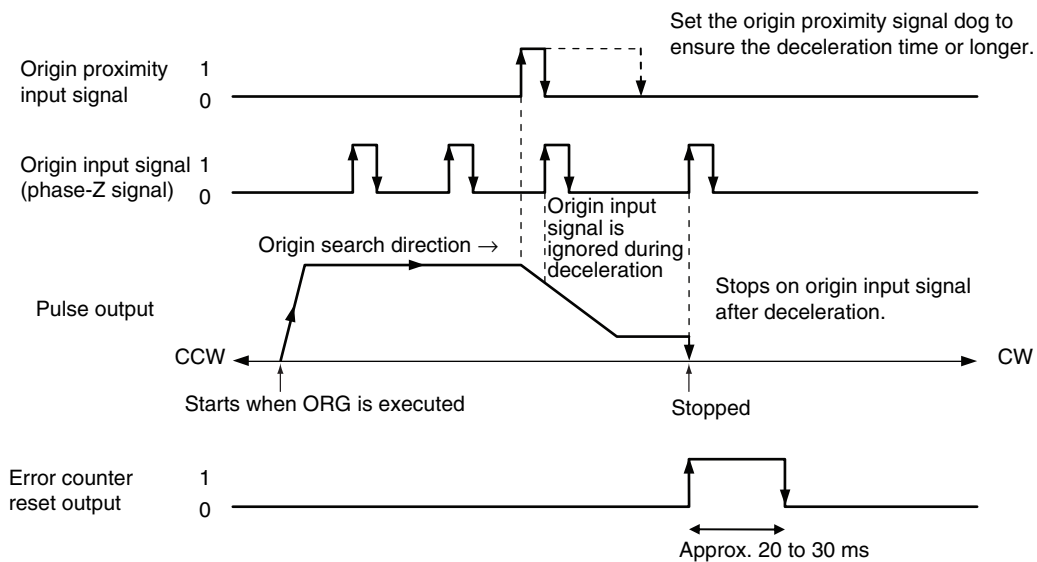 Set the origin proximity signal dog to
ensure the deceleration time or longer.
Origin proximity
input signal
1
0
Origin input signal
(phase-Z signal)
1
0
Origin input
signal is
ignored during
deceleration
Origin search direction →
Pulse output
Stops on origin input signal
after deceleration.
CCW
CW
Starts when ORG is executed
Stopped
Error counter
reset output
1
0
Approx. 20 to 30 ms